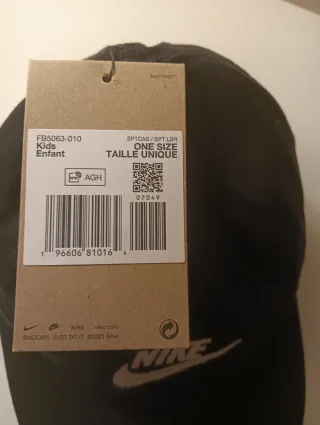 FB5063-010
Kids
Enfant
SPTCAS / SPT LSR
ONE SIZE
TAILLE UNIQUE
AGH
07049
1 96606 81016 4
NIKE nike.com
SWOOSH JUST DO IT ©2021 Nike
NIKE